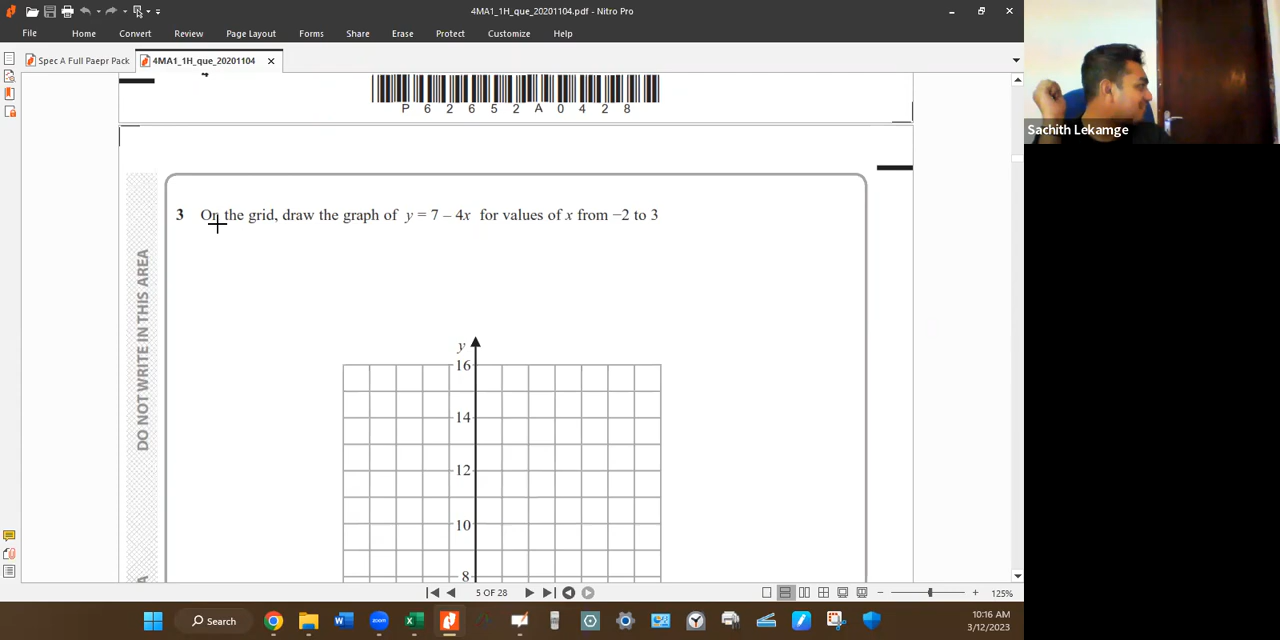 4MA1_1H_que_20201104.pdf - Nitro Pro
File Home Convert Review Page Layout Forms Share Erase Protect Customize Help
Spec A Full Paepr Pack
4MA1_1H_que_20201104
4
P 6 2 6 5 2 A 0 4 2 8
Sachith Lekamge
3 On the grid, draw the graph of y = 7 – 4x for values of x from −2 to 3
DO NOT WRITE IN THIS AREA
y
16
14
12
10
8
A
5 OF 28
125%
Search
zoom
10:16 AM
3/12/2023